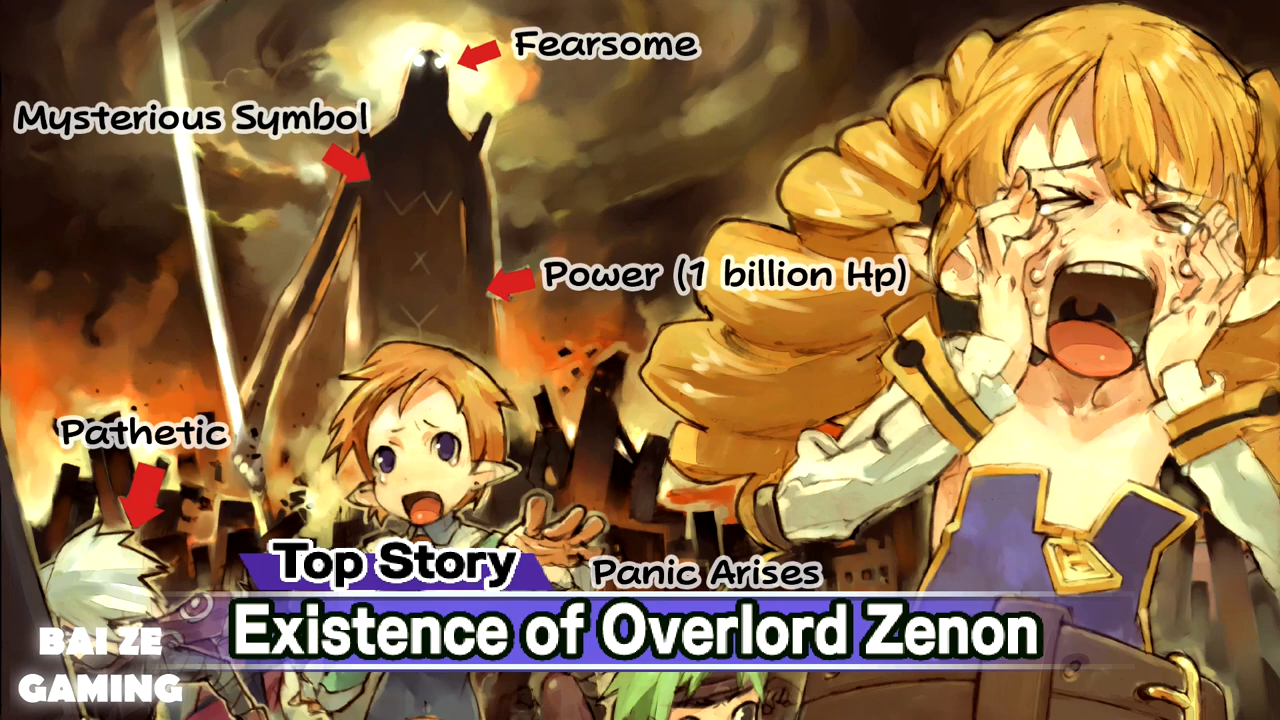 Fearsome
Mysterious Symbol
Power (1 billion Hp)
Pathetic
Top Story
Panic Arises
Existence of Overlord Zenon
BAI ZE
GAMING